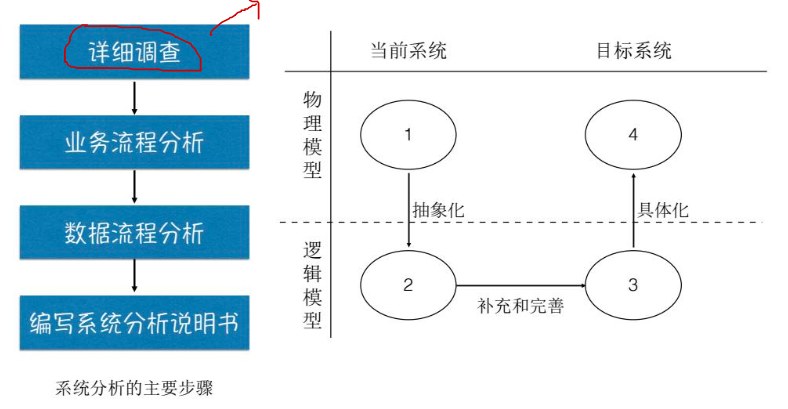 详细调查
业务流程分析
数据流程分析
编写系统分析说明书
系统分析的主要步骤
当前系统
目标系统
物理模型
1
4
抽象化
具体化
逻辑模型
2
3
补充和完善